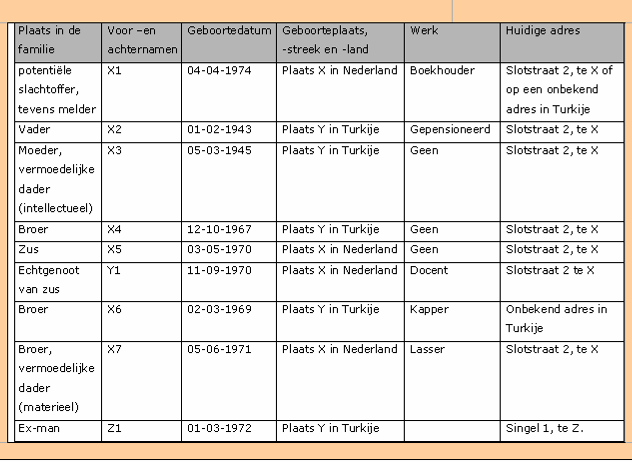 Plaats in de familie | Voor –en achternamen | Geboortedatum | Geboorteplaats, -streek en -land | Werk | Huidige adres
potentiële slachtoffer, tevens melder | X1 | 04-04-1974 | Plaats X in Nederland | Boekhouder | Slotstraat 2, te X of op een onbekend adres in Turkije
Vader | X2 | 01-02-1943 | Plaats Y in Turkije | Gepensioneerd | Slotstraat 2, te X
Moeder, vermoedelijke dader (intellectueel) | X3 | 05-03-1945 | Plaats Y in Turkije | Geen | Slotstraat 2, te X
Broer | X4 | 12-10-1967 | Plaats Y in Turkije | Geen | Slotstraat 2, te X
Zus | X5 | 03-05-1970 | Plaats X in Nederland | Geen | Slotstraat 2, te X
Echtgenoot van zus | Y1 | 11-09-1970 | Plaats X in Nederland | Docent | Slotstraat 2 te X
Broer | X6 | 02-03-1969 | Plaats Y in Turkije | Kapper | Onbekend adres in Turkije
Broer, vermoedelijke dader (materieel) | X7 | 05-06-1971 | Plaats X in Nederland | Lasser | Slotstraat 2, te X
Ex-man | Z1 | 01-03-1972 | Plaats Y in Turkije | | Singel 1, te Z.